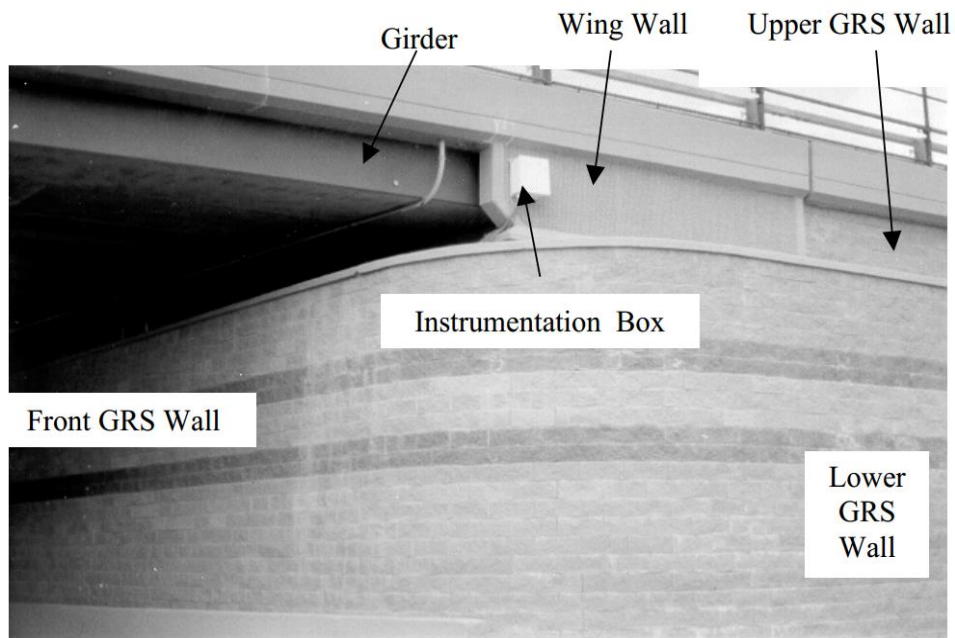 Girder
Wing Wall
Upper GRS Wall
Instrumentation Box
Front GRS Wall
Lower
GRS
Wall